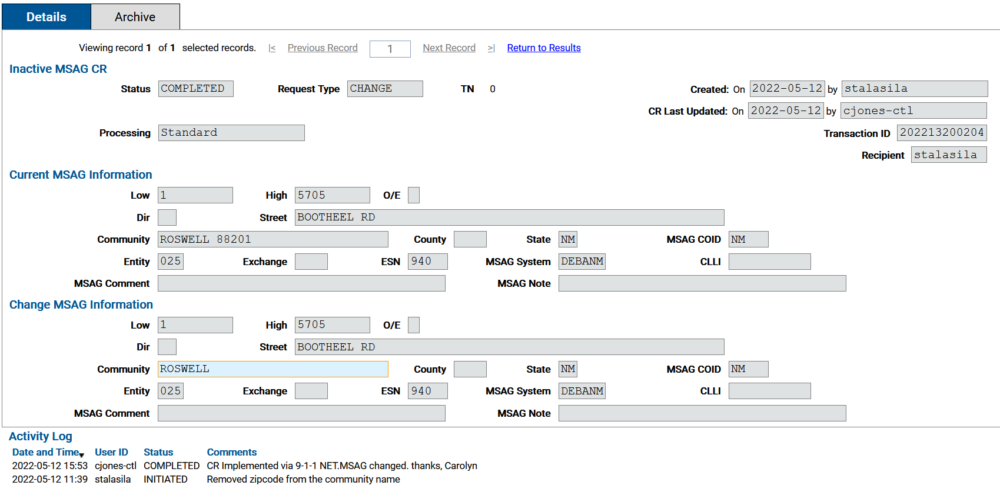 Details Archive
Viewing record 1 of 1 selected records. |< Previous Record 1 Next Record >| Return to Results
Inactive MSAG CR
Status COMPLETED Request Type CHANGE TN 0 Created: On 2022-05-12 by stalasila
CR Last Updated: On 2022-05-12 by cjones-ctl
Processing Standard Transaction ID 202213200204
Recipient stalasila
Current MSAG Information
Low 1 High 5705 O/E
Dir Street BOOTHEEL RD
Community ROSWELL 88201 County State NM MSAG COID NM
Entity 025 Exchange ESN 940 MSAG System DEBANM CLLI
MSAG Comment MSAG Note
Change MSAG Information
Low 1 High 5705 O/E
Dir Street BOOTHEEL RD
Community ROSWELL County State NM MSAG COID NM
Entity 025 Exchange ESN 940 MSAG System DEBANM CLLI
MSAG Comment MSAG Note
Activity Log
Date and Time User ID Status Comments
2022-05-12 15:53 cjones-ctl COMPLETED CR Implemented via 9-1-1 NET.MSAG changed. thanks, Carolyn
2022-05-12 11:39 stalasila INITIATED Removed zipcode from the community name